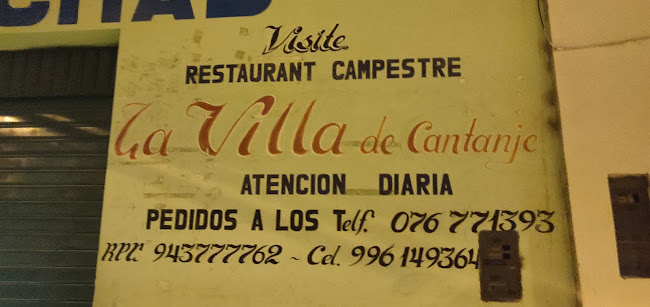 Visite
RESTAURANT CAMPESTRE
La Villa de Cantanje
ATENCION DIARIA
PEDIDOS A LOS Telf. 076 771393
RPC. 943777762 ~ Cel. 996 149364